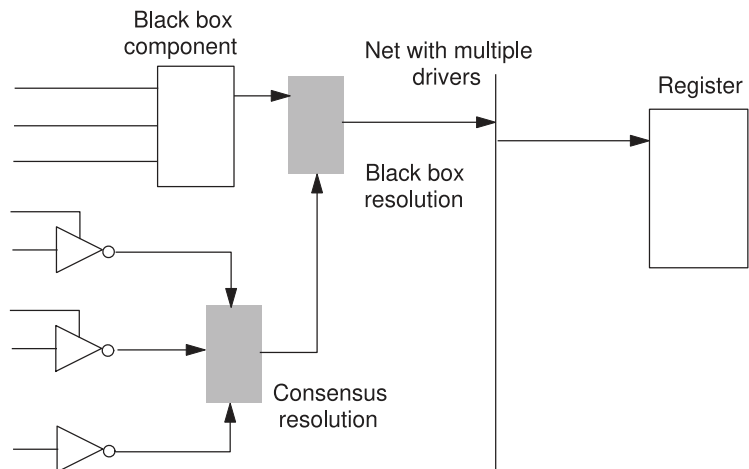 Black box
component
Net with multiple
drivers
Register
Black box
resolution
Consensus
resolution